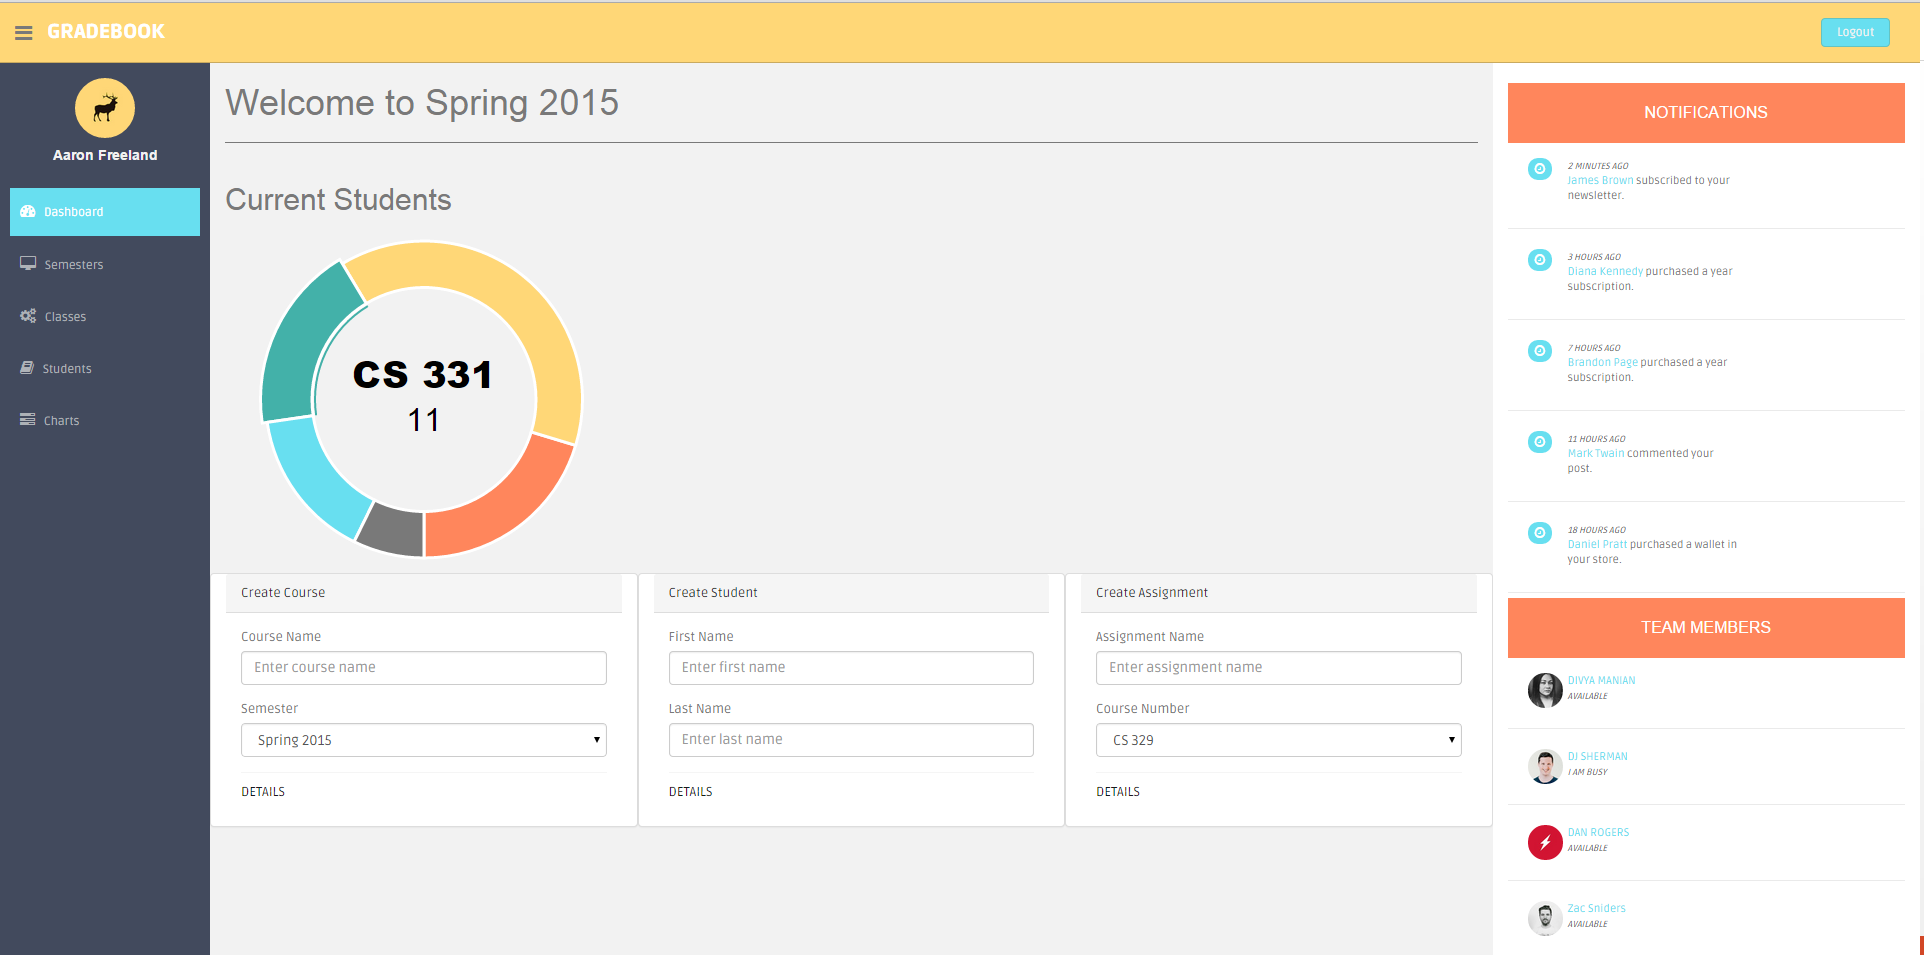 GRADEBOOK
Logout
Aaron Freeland
Dashboard
Semesters
Classes
Students
Charts
Welcome to Spring 2015
Current Students
CS 331
11
Create Course
Course Name
Enter course name
Semester
Spring 2015
DETAILS
Create Student
First Name
Enter first name
Last Name
Enter last name
DETAILS
Create Assignment
Assignment Name
Enter assignment name
Course Number
CS 329
DETAILS
NOTIFICATIONS
2 MINUTES AGO
James Brown subscribed to your
newsletter.
3 HOURS AGO
Diana Kennedy purchased a year
subscription.
7 HOURS AGO
Brandon Page purchased a year
subscription.
11 HOURS AGO
Mark Twain commented your
post.
18 HOURS AGO
Daniel Pratt purchased a wallet in
your store.
TEAM MEMBERS
DIVYA MANIAN
AVAILABLE
DJ SHERMAN
I AM BUSY
DAN ROGERS
AVAILABLE
Zac Sniders
AVAILABLE